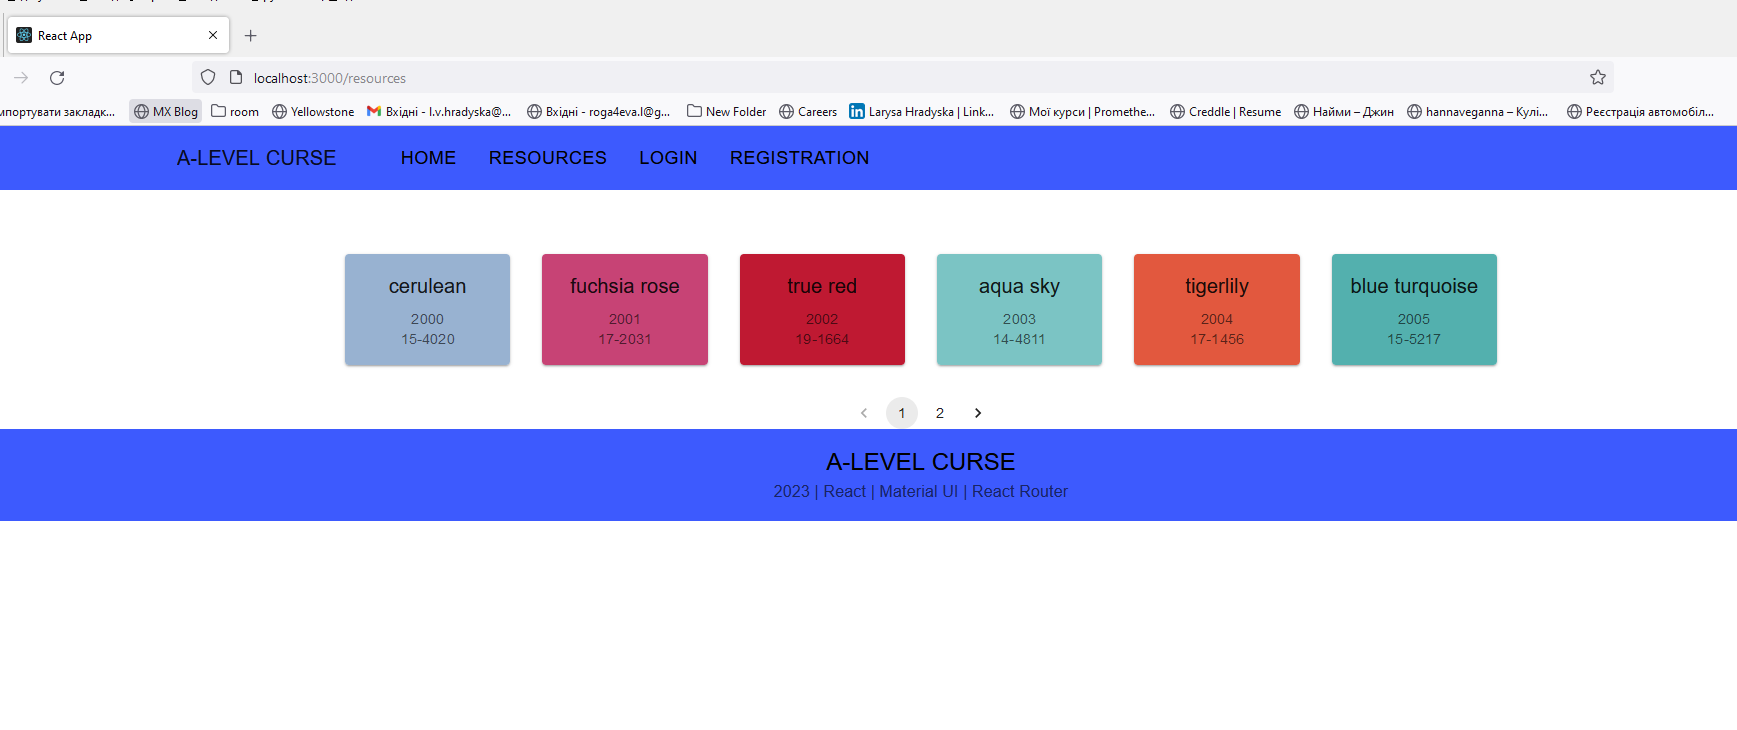 React App
localhost:3000/resources
мпортувати закладк... MX Blog room Yellowstone Вхідні - l.v.hradyska@... Вхідні - roga4eva.l@g... New Folder Careers Larysa Hradyska | Link... Мої курси | Promethe... Creddle | Resume Найми – Джин hannaveganna – Кулі... Реєстрація автомобіл...
A-LEVEL CURSE HOME RESOURCES LOGIN REGISTRATION
cerulean
2000
15-4020
fuchsia rose
2001
17-2031
true red
2002
19-1664
aqua sky
2003
14-4811
tigerlily
2004
17-1456
blue turquoise
2005
15-5217
1 2
A-LEVEL CURSE
2023 | React | Material UI | React Router